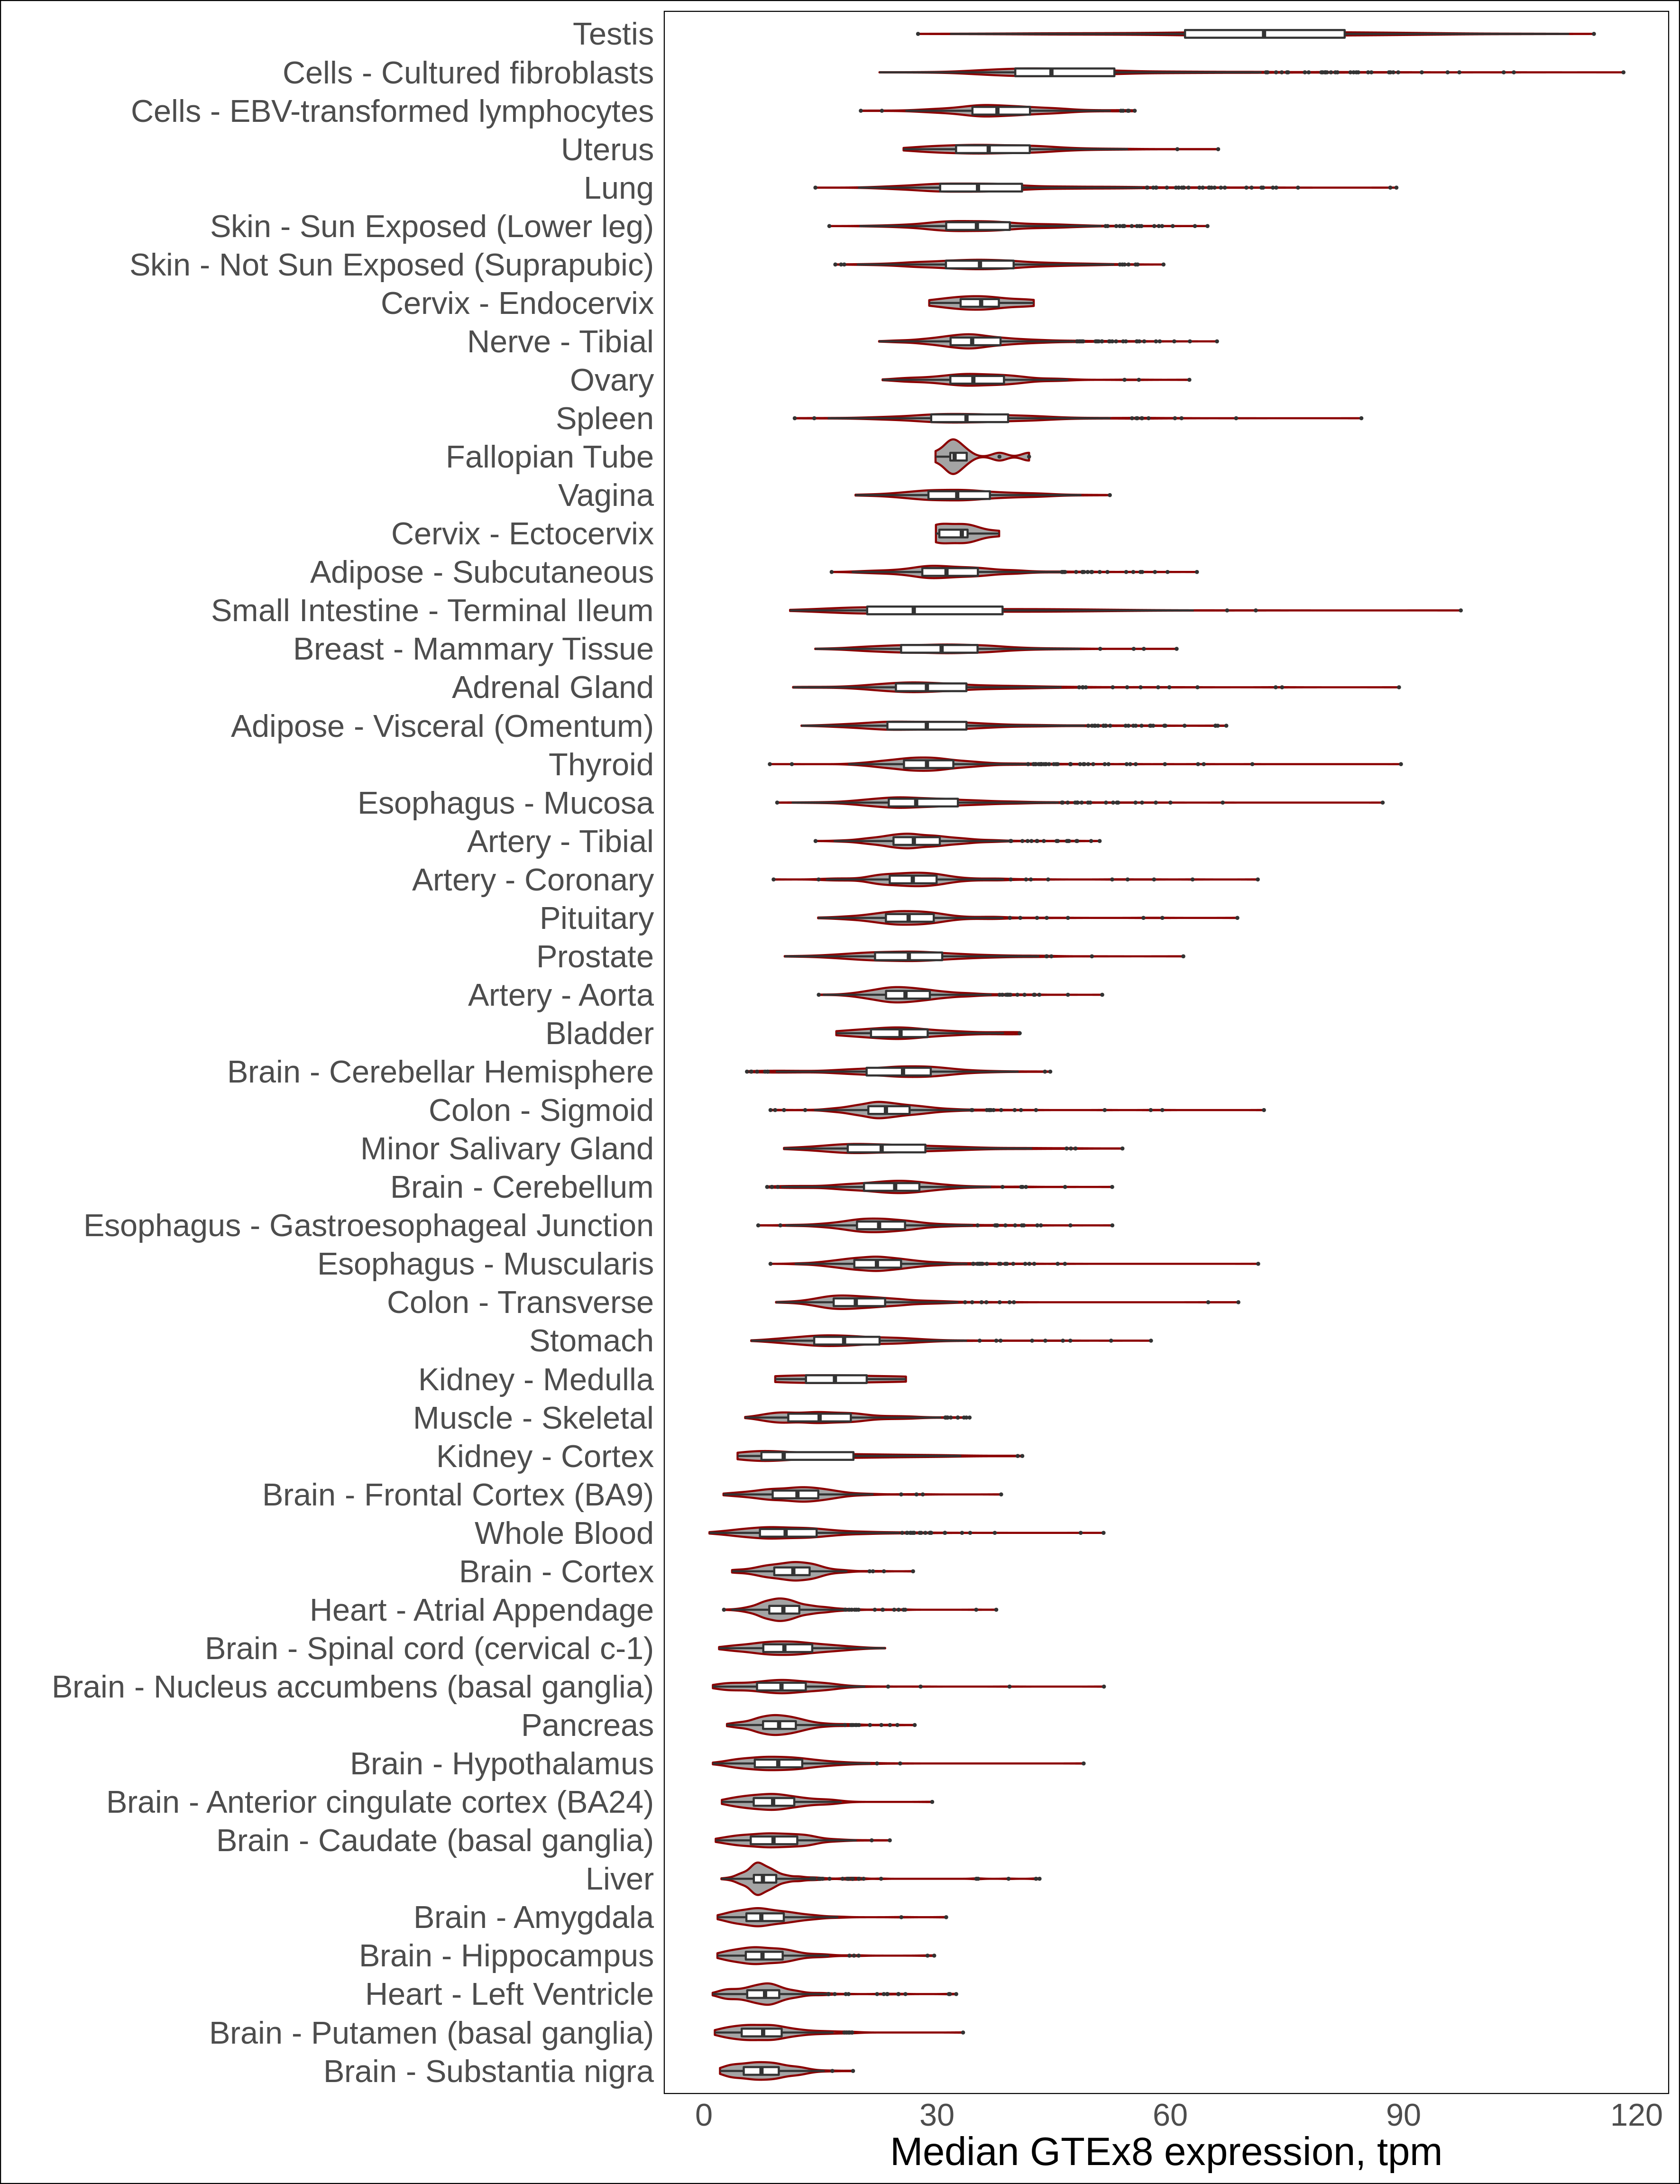 Testis
Cells - Cultured fibroblasts
Cells - EBV-transformed lymphocytes
Uterus
Lung
Skin - Sun Exposed (Lower leg)
Skin - Not Sun Exposed (Suprapubic)
Cervix - Endocervix
Nerve - Tibial
Ovary
Spleen
Fallopian Tube
Vagina
Cervix - Ectocervix
Adipose - Subcutaneous
Small Intestine - Terminal Ileum
Breast - Mammary Tissue
Adrenal Gland
Adipose - Visceral (Omentum)
Thyroid
Esophagus - Mucosa
Artery - Tibial
Artery - Coronary
Pituitary
Prostate
Artery - Aorta
Bladder
Brain - Cerebellar Hemisphere
Colon - Sigmoid
Minor Salivary Gland
Brain - Cerebellum
Esophagus - Gastroesophageal Junction
Esophagus - Muscularis
Colon - Transverse
Stomach
Kidney - Medulla
Muscle - Skeletal
Kidney - Cortex
Brain - Frontal Cortex (BA9)
Whole Blood
Brain - Cortex
Heart - Atrial Appendage
Brain - Spinal cord (cervical c-1)
Brain - Nucleus accumbens (basal ganglia)
Pancreas
Brain - Hypothalamus
Brain - Anterior cingulate cortex (BA24)
Brain - Caudate (basal ganglia)
Liver
Brain - Amygdala
Brain - Hippocampus
Heart - Left Ventricle
Brain - Putamen (basal ganglia)
Brain - Substantia nigra
0 30 60 90 120
Median GTEx8 expression, tpm